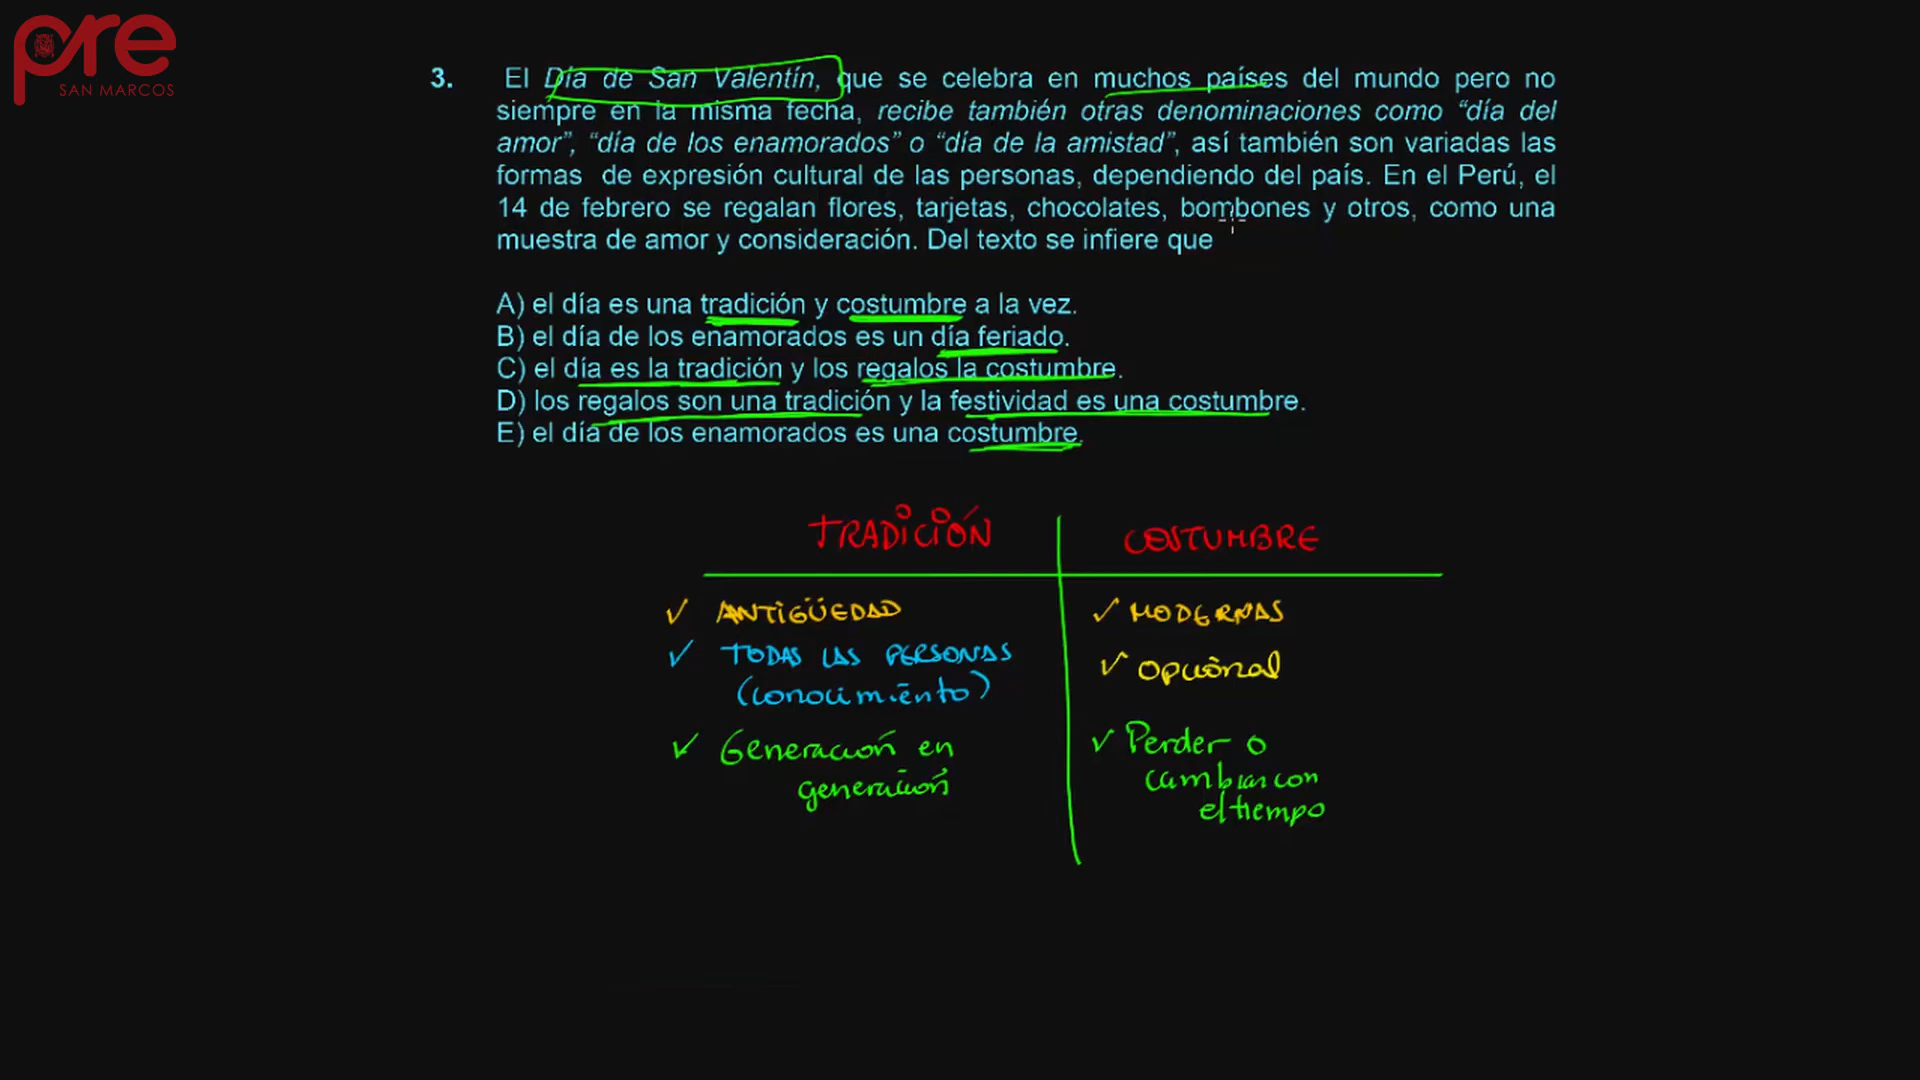 pre
SAN MARCOS
3. El Día de San Valentín, que se celebra en muchos países del mundo pero no
siempre en la misma fecha, recibe también otras denominaciones como “día del
amor”, “día de los enamorados” o “día de la amistad”, así también son variadas las
formas de expresión cultural de las personas, dependiendo del país. En el Perú, el
14 de febrero se regalan flores, tarjetas, chocolates, bombones y otros, como una
muestra de amor y consideración. Del texto se infiere que
A) el día es una tradición y costumbre a la vez.
B) el día de los enamorados es un día feriado.
C) el día es la tradición y los regalos la costumbre.
D) los regalos son una tradición y la festividad es una costumbre.
E) el día de los enamorados es una costumbre.
TRADICIÓN COSTUMBRE
✓ ANTIGÜEDAD ✓ MODERNAS
✓ TODAS LAS PERSONAS ✓ opcional
(conocimiento)
✓ Generación en ✓ Perder o
generación cambiar con
el tiempo